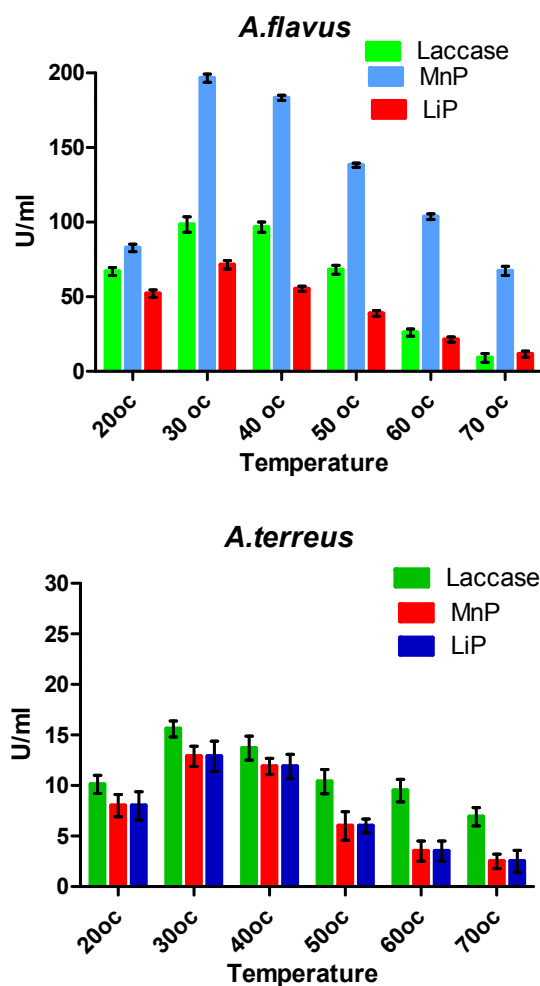 A.flavus
Laccase
MnP
LiP
200
150
100
50
0
U/ml
20oc
30 oc
40 oc
50 oc
60 oc
70 oc
Temperature
A.terreus
Laccase
MnP
LiP
30
25
20
15
10
5
0
U/ml
20oc
30oc
40oc
50oc
60oc
70oc
Temperature